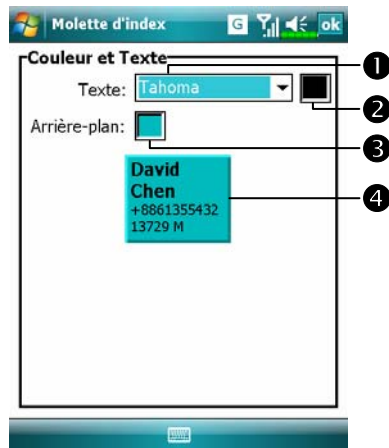 Molette d'index G ok
Couleur et Texte
Texte: Tahoma
Arrière-plan:
David
Chen
+8861355432
13729 M
1
2
3
4